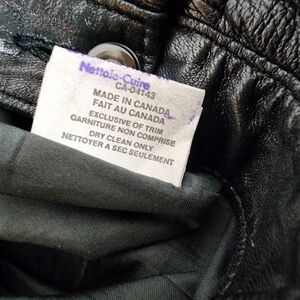 Nettoie-Cuire
CA-04143
MADE IN CANADA
FAIT AU CANADA
EXCLUSIVE OF TRIM
GARNITURE NON COMPRISE
DRY CLEAN ONLY
NETTOYER A SEC SEULEMENT